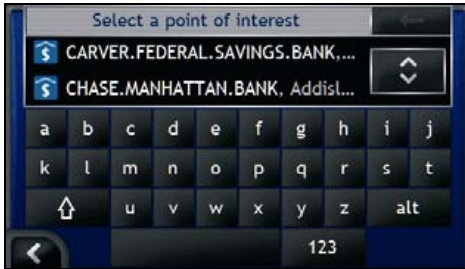 Select a point of interest
$ CARVER.FEDERAL.SAVINGS.BANK,...
$ CHASE.MANHATTAN.BANK, Addisl...
a b c d e f g h i j
k l m n o p q r s t
u v w x y z alt
123